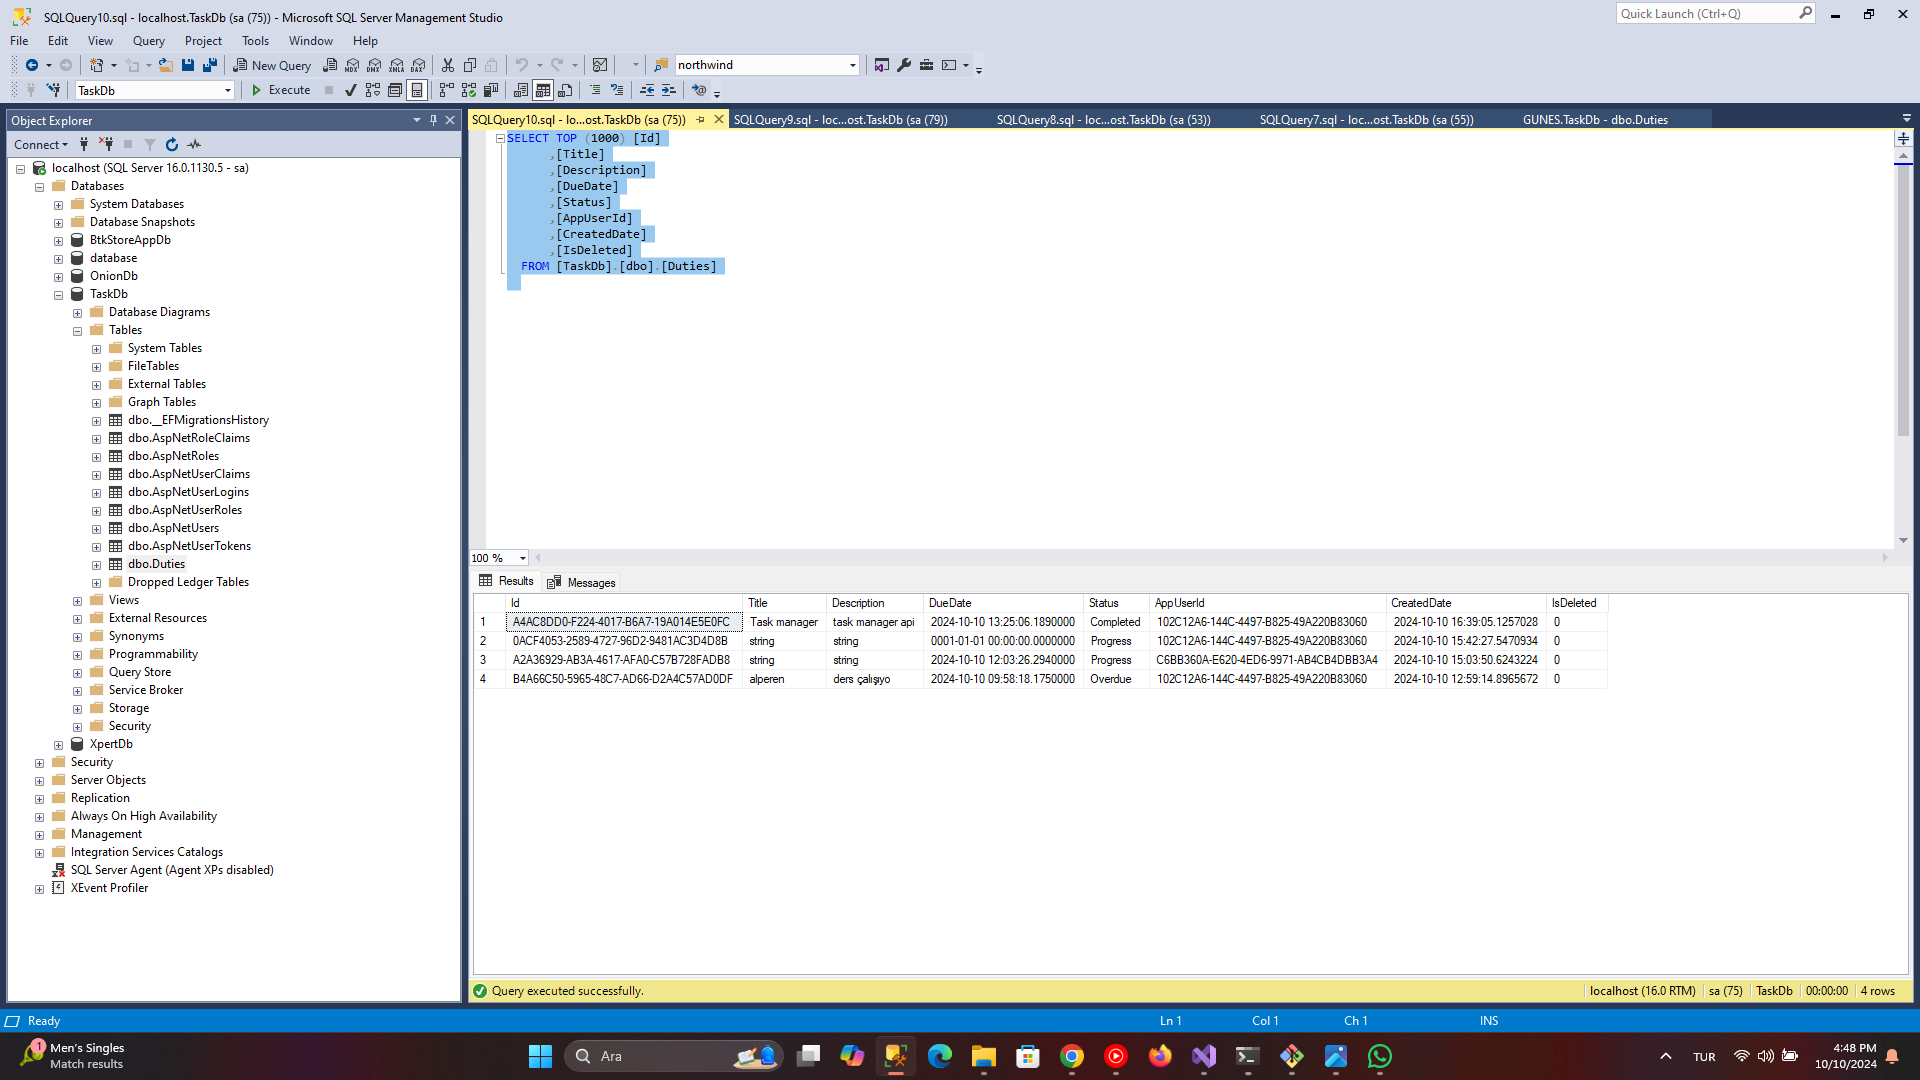 SQLQuery10.sql - localhost.TaskDb (sa (75)) - Microsoft SQL Server Management Studio
Quick Launch (Ctrl+Q)
File Edit View Query Project Tools Window Help
New Query MDX DMX XMLA DAX northwind
TaskDb Execute
Object Explorer
Connect
localhost (SQL Server 16.0.1130.5 - sa)
Databases
System Databases
Database Snapshots
BtkStoreAppDb
database
OnionDb
TaskDb
Database Diagrams
Tables
System Tables
FileTables
External Tables
Graph Tables
dbo.__EFMigrationsHistory
dbo.AspNetRoleClaims
dbo.AspNetRoles
dbo.AspNetUserClaims
dbo.AspNetUserLogins
dbo.AspNetUserRoles
dbo.AspNetUsers
dbo.AspNetUserTokens
dbo.Duties
Dropped Ledger Tables
Views
External Resources
Synonyms
Programmability
Query Store
Service Broker
Storage
Security
XpertDb
Security
Server Objects
Replication
Always On High Availability
Management
Integration Services Catalogs
SQL Server Agent (Agent XPs disabled)
XEvent Profiler
SQLQuery10.sql - lo...ost.TaskDb (sa (75)) SQLQuery9.sql - loc...ost.TaskDb (sa (79)) SQLQuery8.sql - loc...ost.TaskDb (sa (53)) SQLQuery7.sql - loc...ost.TaskDb (sa (55)) GUNES.TaskDb - dbo.Duties
SELECT TOP (1000) [Id]
,[Title]
,[Description]
,[DueDate]
,[Status]
,[AppUserId]
,[CreatedDate]
,[IsDeleted]
FROM [TaskDb].[dbo].[Duties]
100 %
Results Messages
Id Title Description DueDate Status AppUserId CreatedDate IsDeleted
1 A4AC8DD0-F224-4017-B6A7-19A014E5E0FC Task manager task manager api 2024-10-10 13:25:06.1890000 Completed 102C12A6-144C-4497-B825-49A220B83060 2024-10-10 16:39:05.1257028 0
2 0ACF4053-2589-4727-96D2-9481AC3D4D8B string string 0001-01-01 00:00:00.0000000 Progress 102C12A6-144C-4497-B825-49A220B83060 2024-10-10 15:42:27.5470934 0
3 A2A36929-AB3A-4617-AFA0-C57B728FADB8 string string 2024-10-10 12:03:26.2940000 Progress C6BB360A-E620-4ED6-9971-AB4CB4DBB3A4 2024-10-10 15:03:50.6243224 0
4 B4A66C50-5965-48C7-AD66-D2A4C57AD0DF alperen ders çalışıyo 2024-10-10 09:58:18.1750000 Overdue 102C12A6-144C-4497-B825-49A220B83060 2024-10-10 12:59:14.8965672 0
Query executed successfully. localhost (16.0 RTM) sa (75) TaskDb 00:00:00 4 rows
Ready Ln 1 Col 1 Ch 1 INS
1 Men's Singles
Match results
Ara
TUR
4:48 PM
10/10/2024